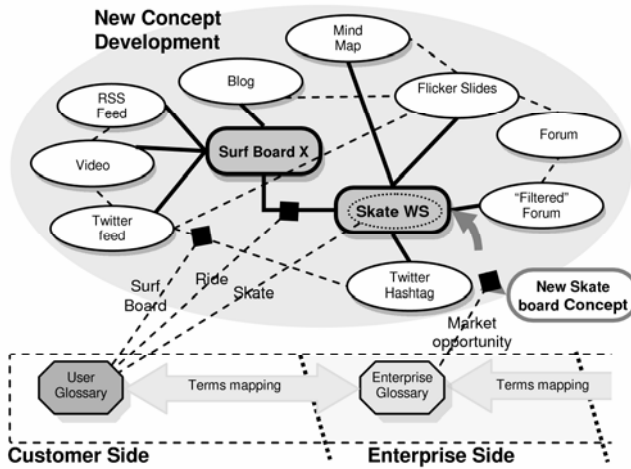 New Concept
Development
Mind
Map
Blog
Flicker Slides
RSS
Feed
Forum
Surf Board X
Video
"Filtered"
Forum
Skate WS
Twitter
feed
Twitter
Hashtag
New Skate
board Concept
Surf
Board
Ride
Skate
Market
opportunity
User
Glossary
Terms mapping
Enterprise
Glossary
Terms mapping
Customer Side
Enterprise Side